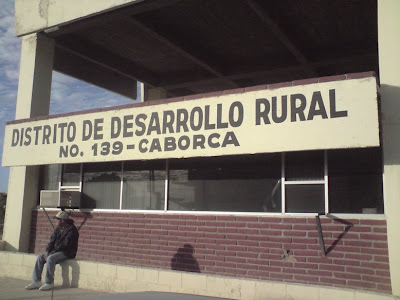 DISTRITO DE DESARROLLO RURAL
NO. 139-CABORCA